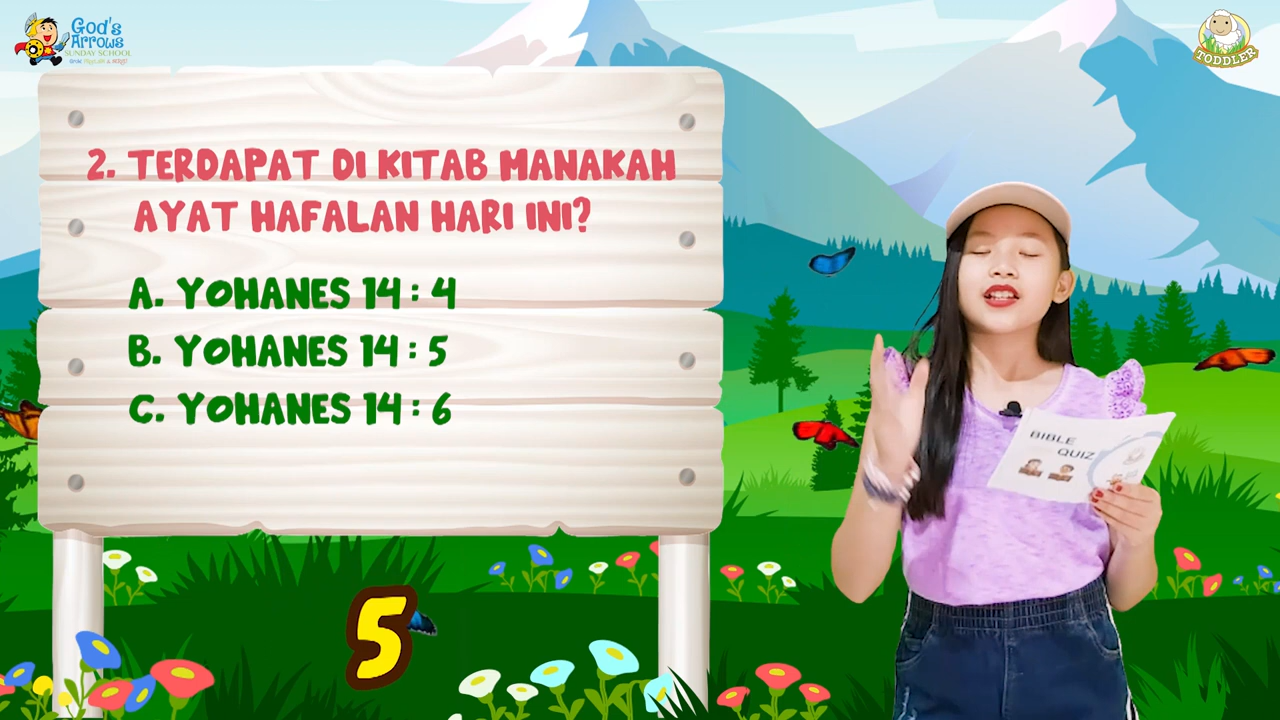 God's
Arrows
SUNDAY SCHOOL
TODDLER
2. TERDAPAT DI KITAB MANAKAH
AYAT HAFALAN HARI INI?
A. YOHANES 14 : 4
B. YOHANES 14 : 5
C. YOHANES 14 : 6
BIBLE
QUIZ
5